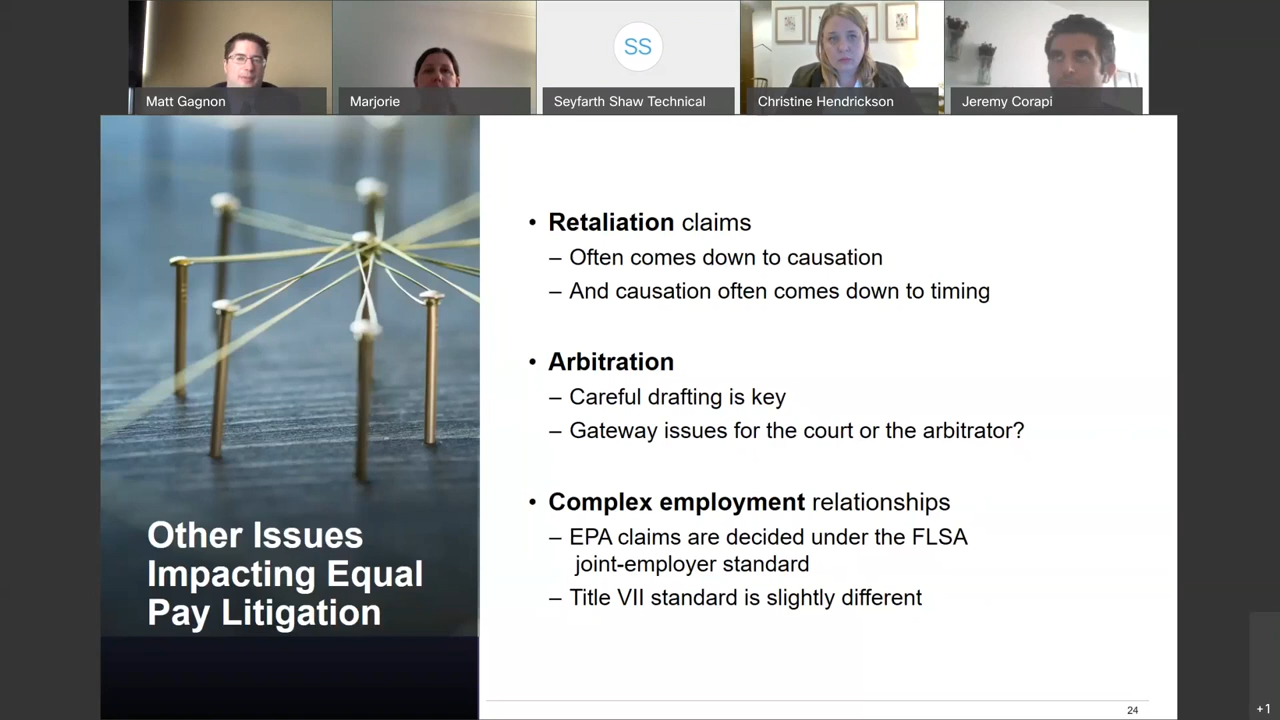 Matt Gagnon
Marjorie
SS
Seyfarth Shaw Technical
Christine Hendrickson
Jeremy Corapi
Other Issues
Impacting Equal
Pay Litigation
• Retaliation claims
– Often comes down to causation
– And causation often comes down to timing
• Arbitration
– Careful drafting is key
– Gateway issues for the court or the arbitrator?
• Complex employment relationships
– EPA claims are decided under the FLSA
joint-employer standard
– Title VII standard is slightly different
24
+1